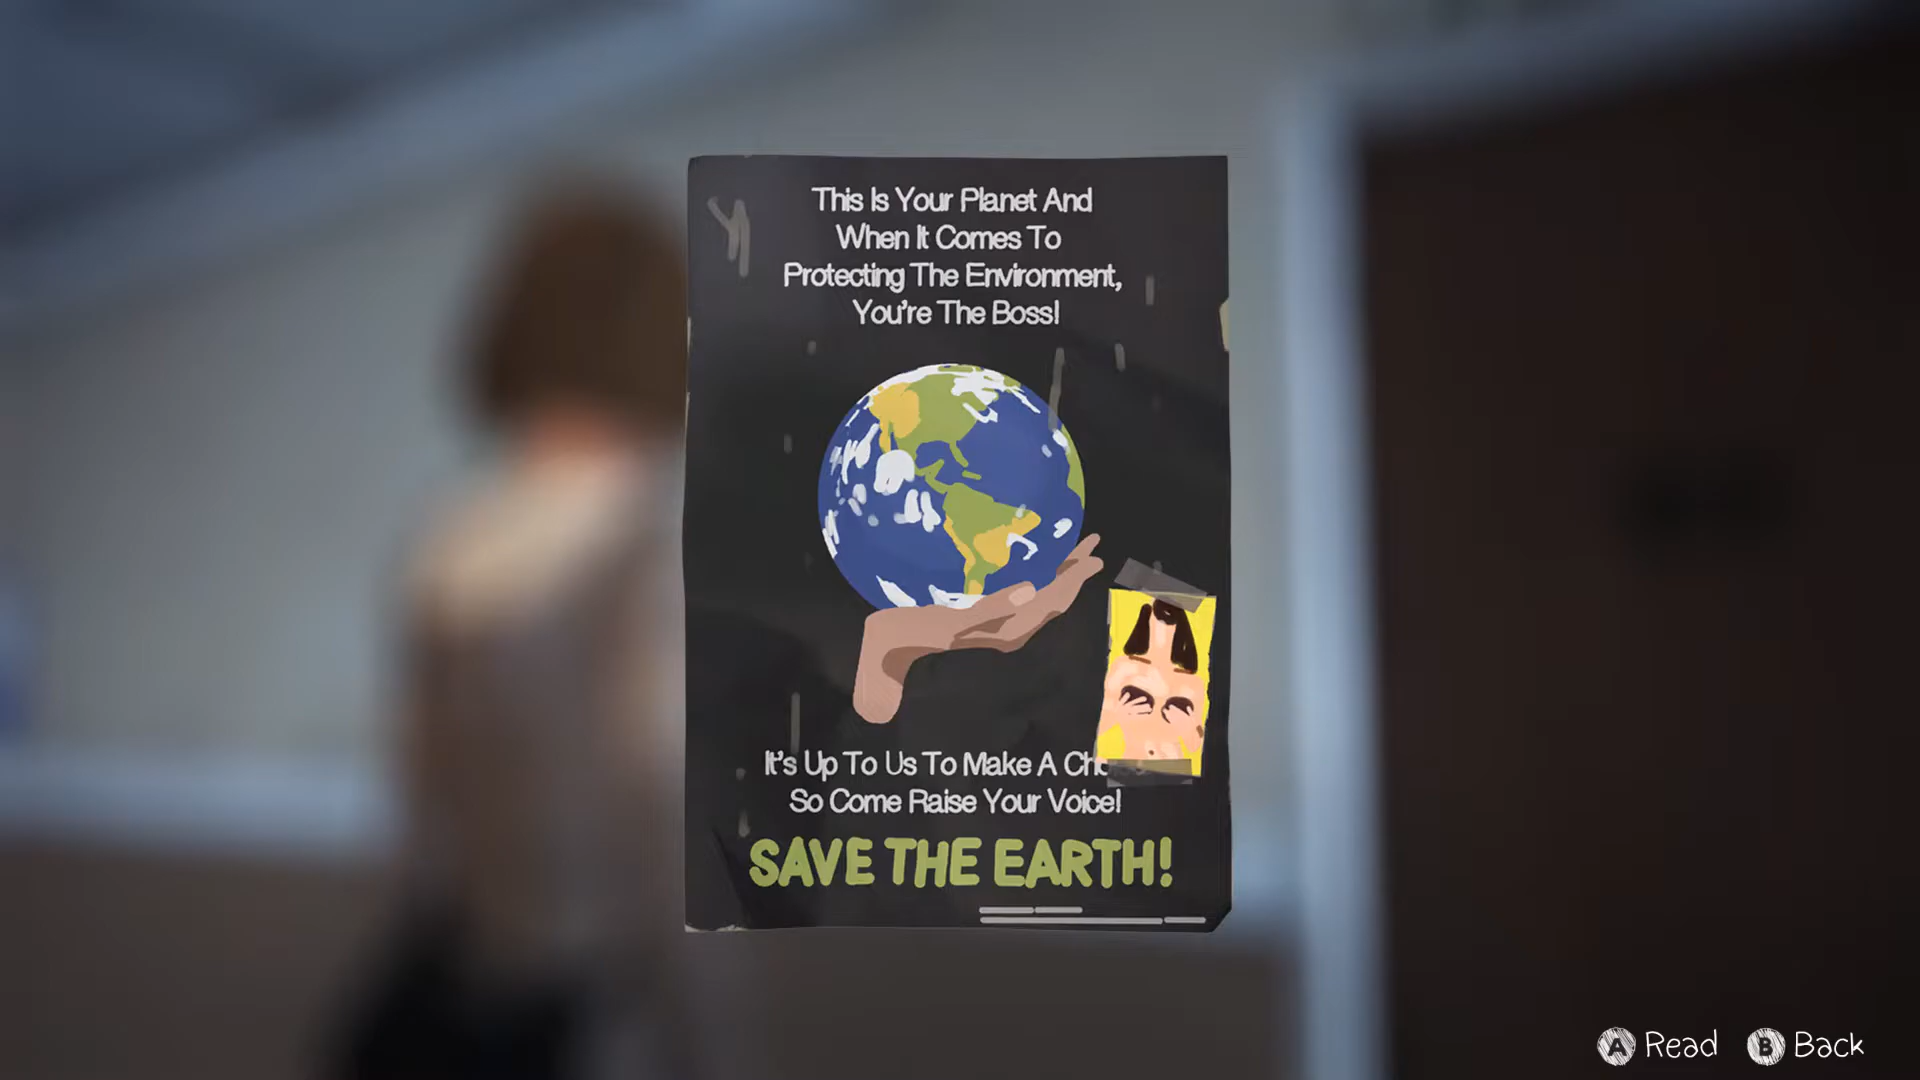 This Is Your Planet And
When It Comes To
Protecting The Environment,
You're The Boss!
It's Up To Us To Make A
So Come Raise Your Voice!
SAVE THE EARTH!
A Read B Back